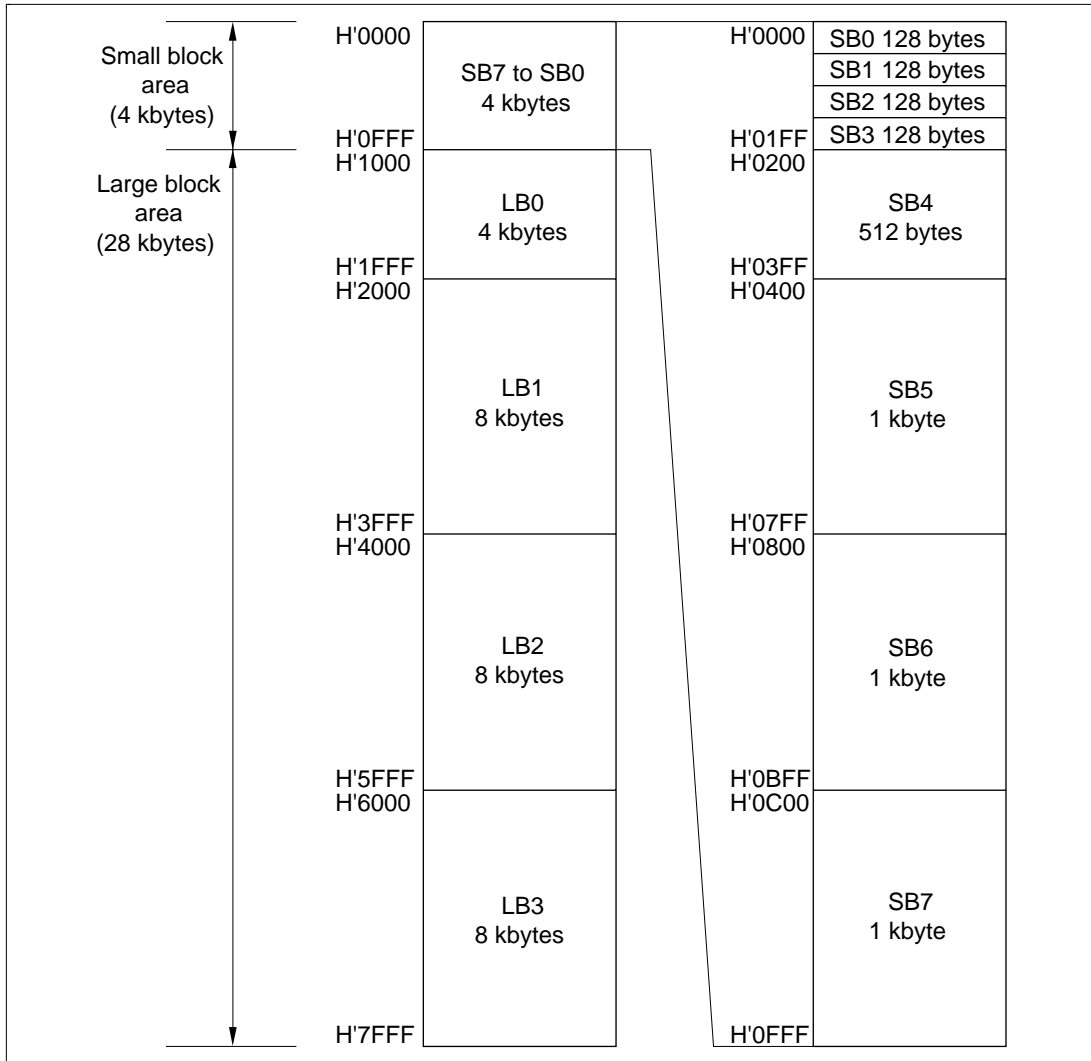 Small block
area
(4 kbytes)
Large block
area
(28 kbytes)
H'0000
SB7 to SB0
4 kbytes
H'0FFF
H'1000
LB0
4 kbytes
H'1FFF
H'2000
LB1
8 kbytes
H'3FFF
H'4000
LB2
8 kbytes
H'5FFF
H'6000
LB3
8 kbytes
H'7FFF
H'0000
SB0 128 bytes
SB1 128 bytes
SB2 128 bytes
SB3 128 bytes
H'01FF
H'0200
SB4
512 bytes
H'03FF
H'0400
SB5
1 kbyte
H'07FF
H'0800
SB6
1 kbyte
H'0BFF
H'0C00
SB7
1 kbyte
H'0FFF